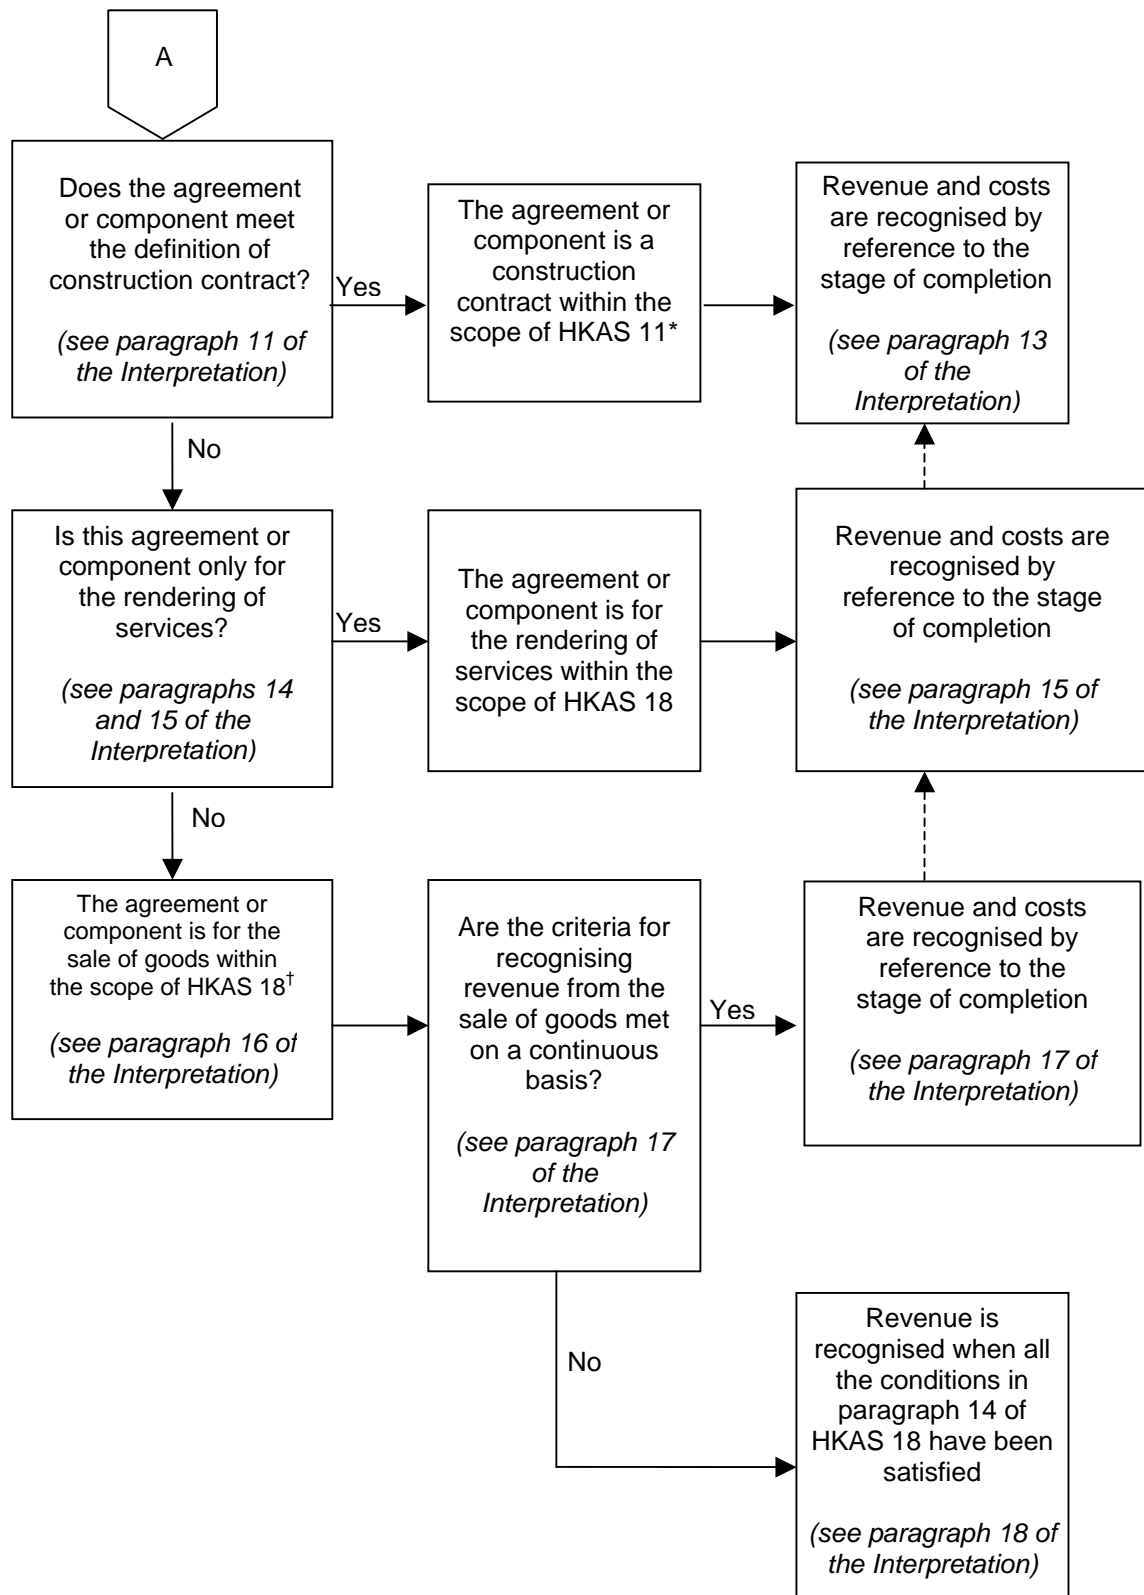 A
Does the agreement
or component meet
the definition of
construction contract?
(see paragraph 11 of
the Interpretation)
Yes
The agreement or
component is a
construction
contract within the
scope of HKAS 11*
Revenue and costs
are recognised by
reference to the
stage of completion
(see paragraph 13
of the
Interpretation)
No
Is this agreement or
component only for
the rendering of
services?
(see paragraphs 14
and 15 of the
Interpretation)
Yes
The agreement or
component is for
the rendering of
services within the
scope of HKAS 18
Revenue and costs are
recognised by
reference to the stage
of completion
(see paragraph 15 of
the Interpretation)
No
The agreement or
component is for the
sale of goods within
the scope of HKAS 18†
(see paragraph 16 of
the Interpretation)
Are the criteria for
recognising
revenue from the
sale of goods met
on a continuous
basis?
(see paragraph 17
of the
Interpretation)
Yes
Revenue and costs
are recognised by
reference to the
stage of completion
(see paragraph 17 of
the Interpretation)
No
Revenue is
recognised when all
the conditions in
paragraph 14 of
HKAS 18 have been
satisfied
(see paragraph 18 of
the Interpretation)